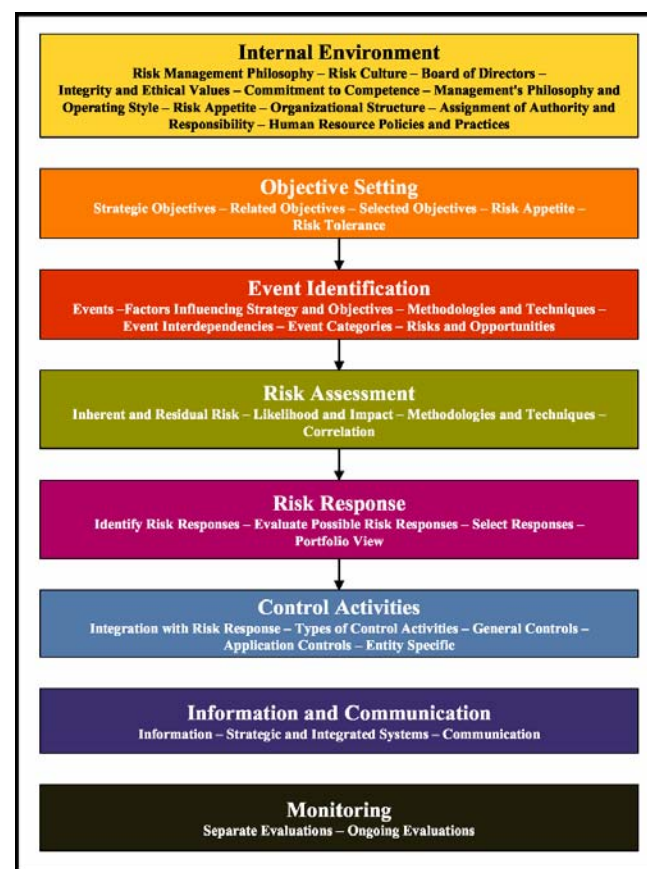 Internal Environment
Risk Management Philosophy – Risk Culture – Board of Directors –
Integrity and Ethical Values – Commitment to Competence – Management's Philosophy and
Operating Style – Risk Appetite – Organizational Structure – Assignment of Authority and
Responsibility – Human Resource Policies and Practices
Objective Setting
Strategic Objectives – Related Objectives – Selected Objectives – Risk Appetite –
Risk Tolerance
Event Identification
Events –Factors Influencing Strategy and Objectives – Methodologies and Techniques –
Event Interdependencies – Event Categories – Risks and Opportunities
Risk Assessment
Inherent and Residual Risk – Likelihood and Impact – Methodologies and Techniques –
Correlation
Risk Response
Identify Risk Responses – Evaluate Possible Risk Responses – Select Responses –
Portfolio View
Control Activities
Integration with Risk Response – Types of Control Activities – General Controls –
Application Controls – Entity Specific
Information and Communication
Information – Strategic and Integrated Systems – Communication
Monitoring
Separate Evaluations – Ongoing Evaluations